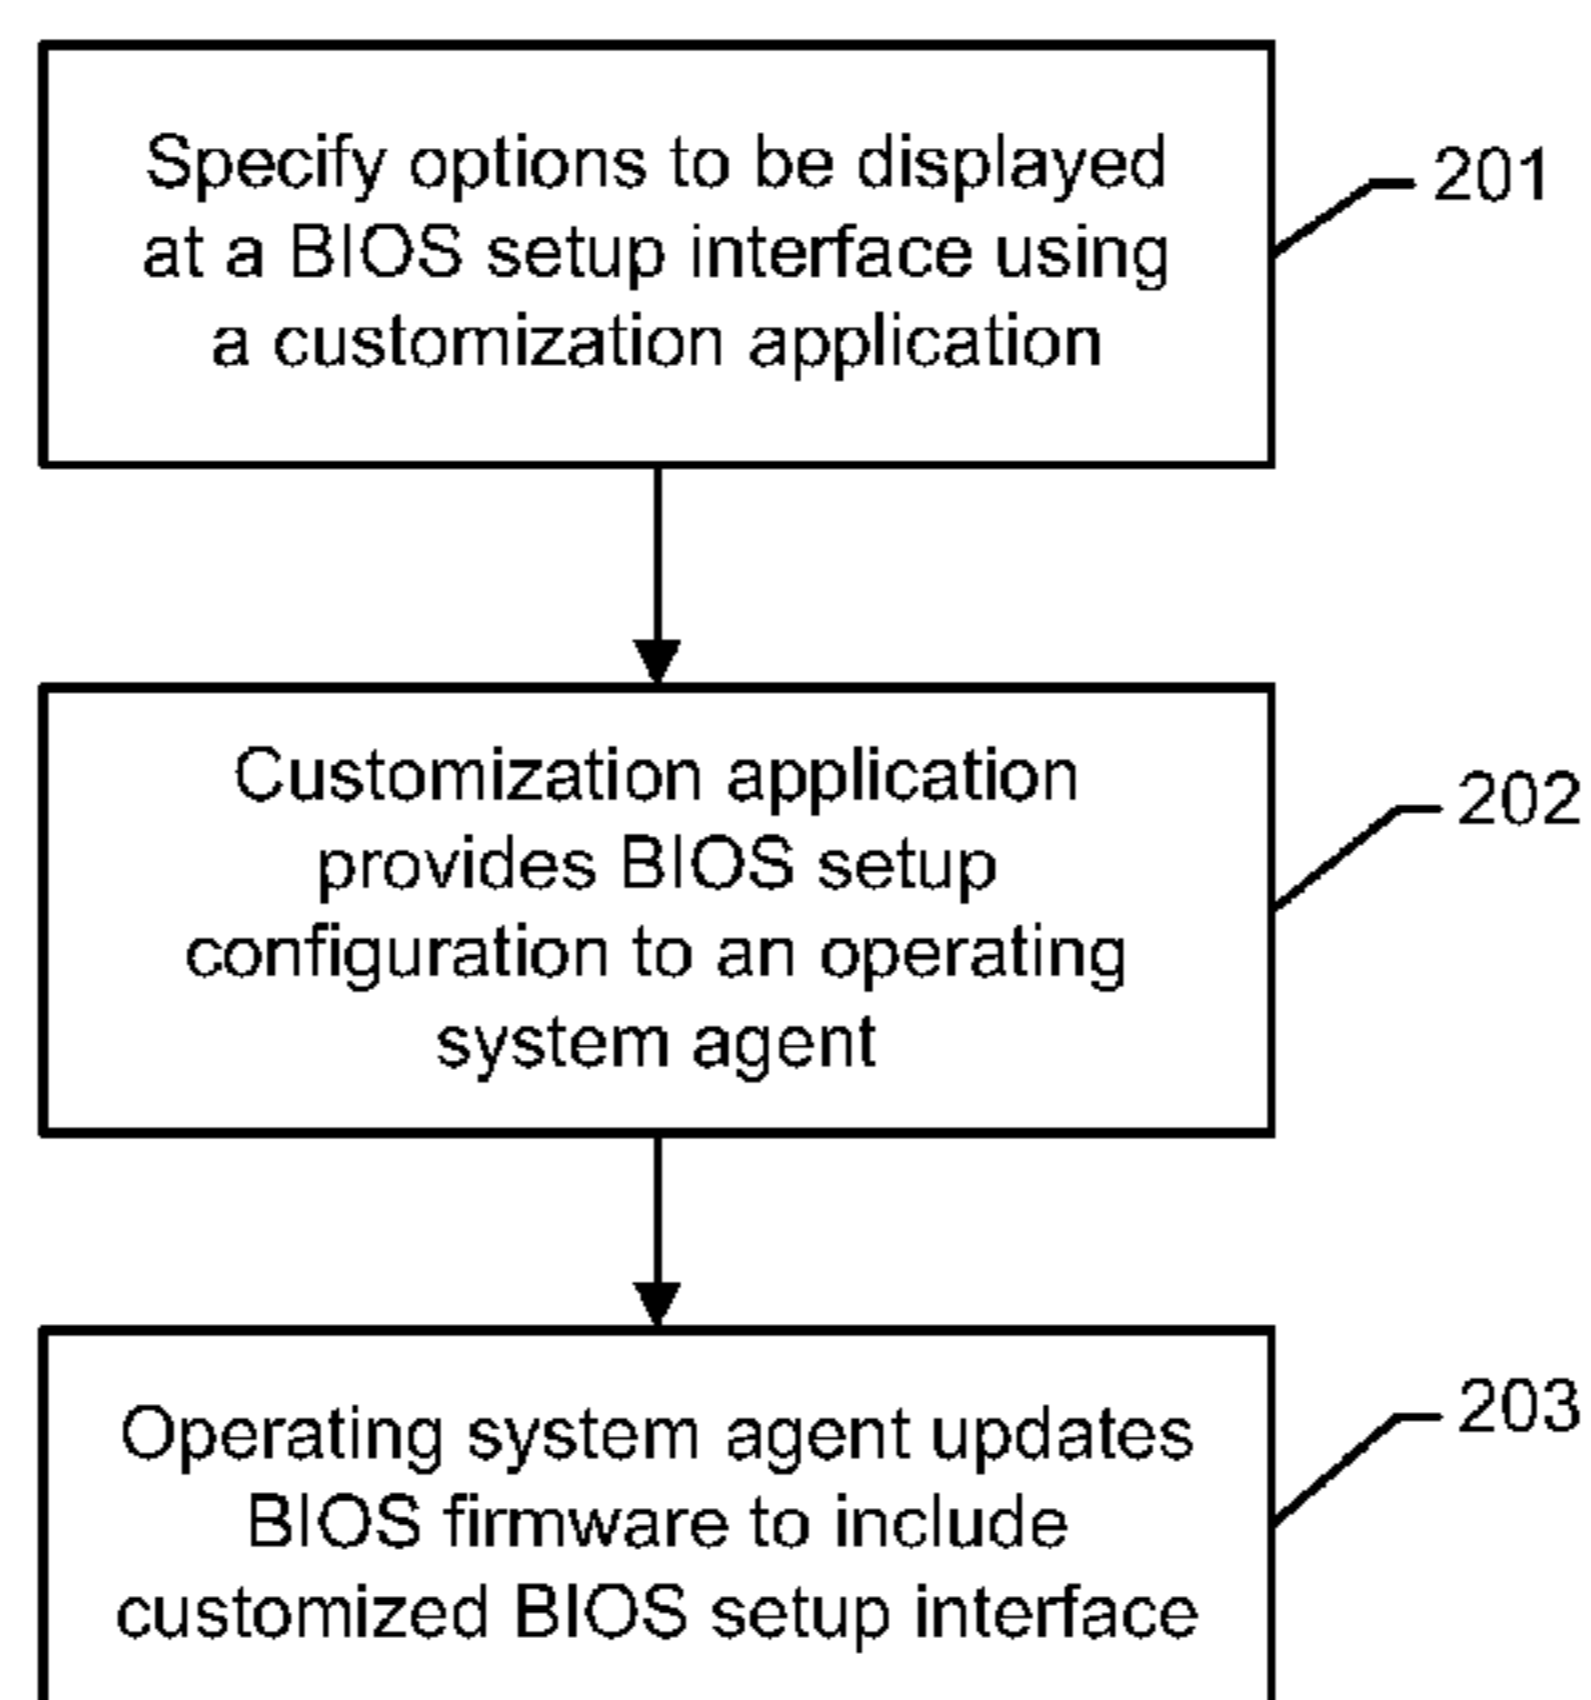 Specify options to be displayed
at a BIOS setup interface using
a customization application
201
Customization application
provides BIOS setup
configuration to an operating
system agent
202
Operating system agent updates
BIOS firmware to include
customized BIOS setup interface
203